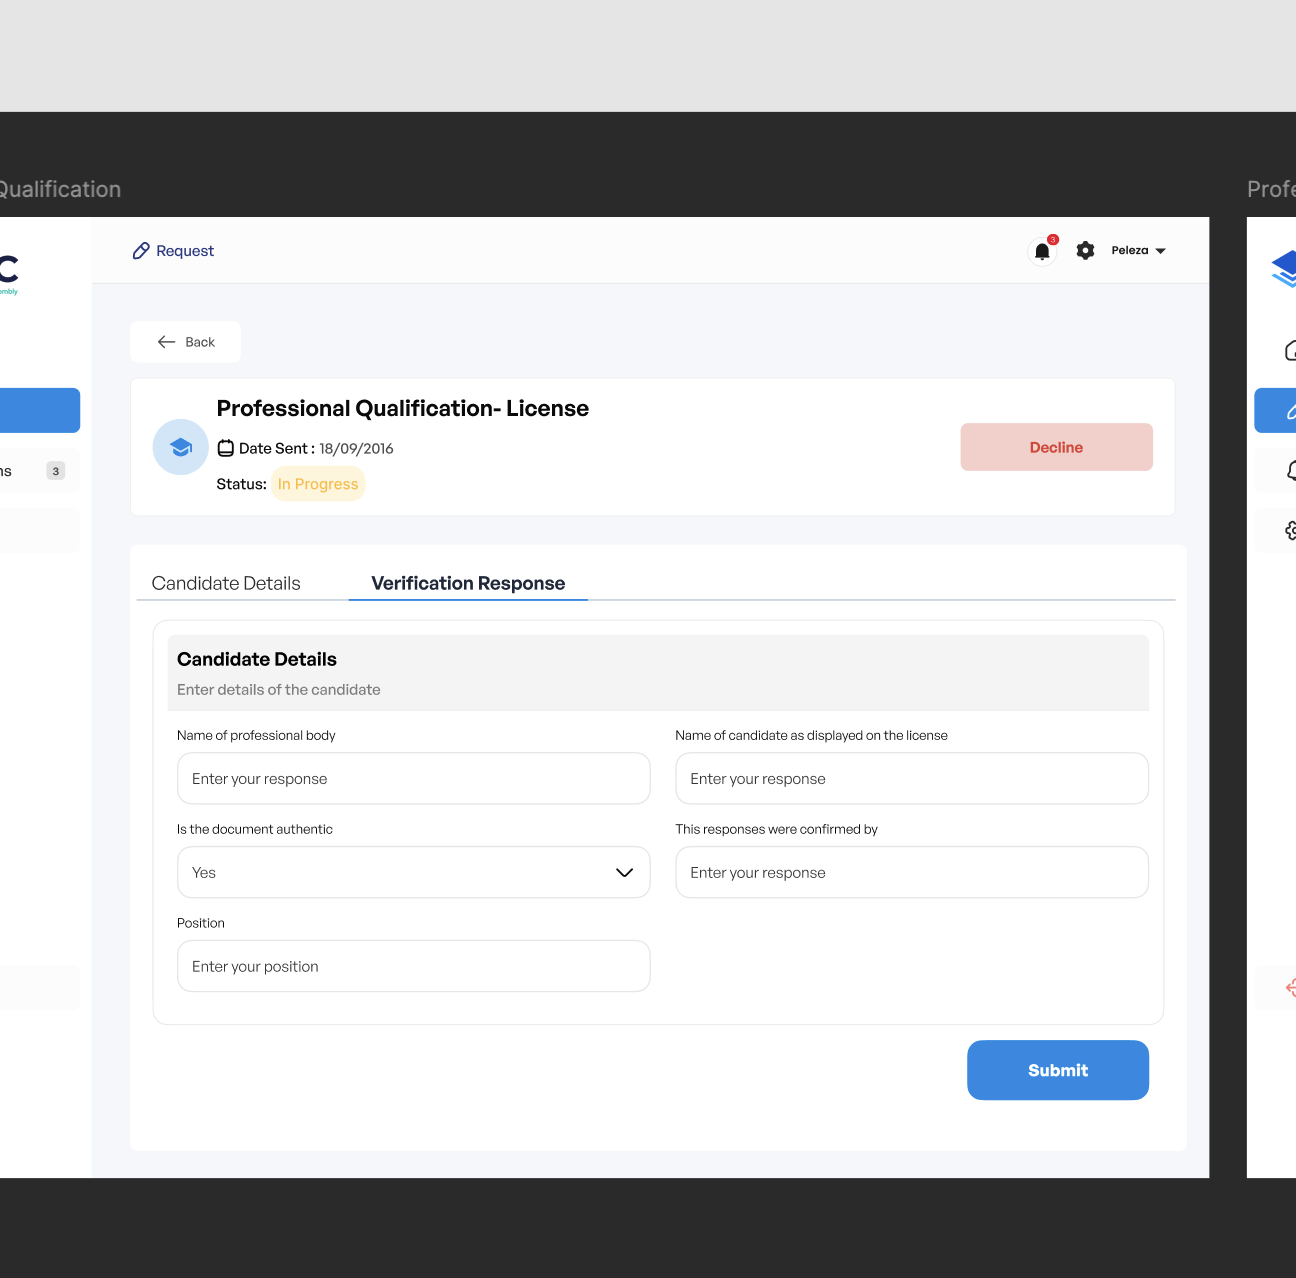 Qualification
Profe
C
embly
Request
3
Peleza
Back
Professional Qualification- License
Date Sent : 18/09/2016
Status: In Progress
Decline
ns 3
Candidate Details
Verification Response
Candidate Details
Enter details of the candidate
Name of professional body
Name of candidate as displayed on the license
Enter your response
Enter your response
Is the document authentic
This responses were confirmed by
Yes
Enter your response
Position
Enter your position
Submit